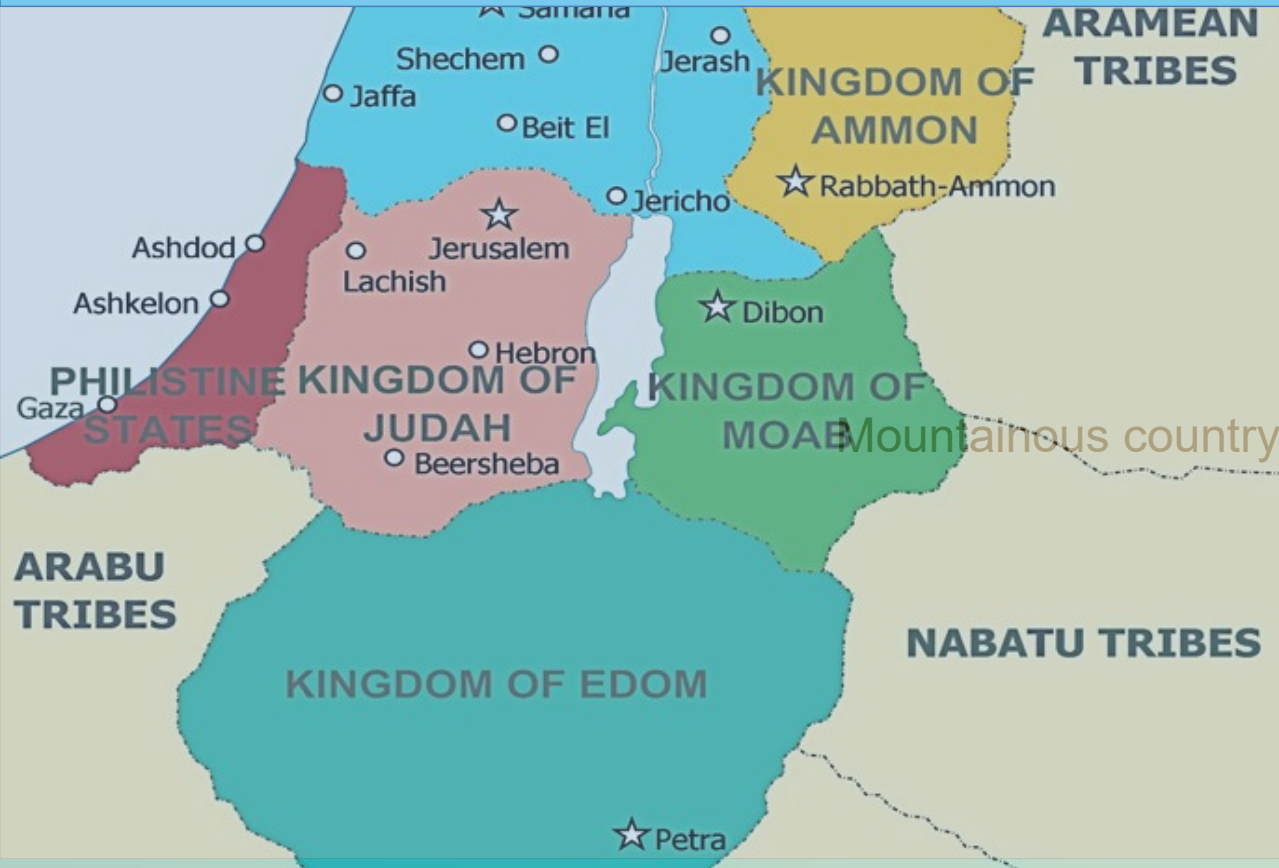 Samaria
ARAMEAN
TRIBES
Shechem
Jerash
KINGDOM OF
AMMON
Jaffa
Beit El
Rabbath-Ammon
Jericho
Ashdod
Jerusalem
Lachish
Ashkelon
Dibon
Hebron
PHILISTINE
STATES
KINGDOM OF
JUDAH
KINGDOM OF
MOAB
Gaza
Mountainous country
Beersheba
ARABU
TRIBES
NABATU TRIBES
KINGDOM OF EDOM
Petra